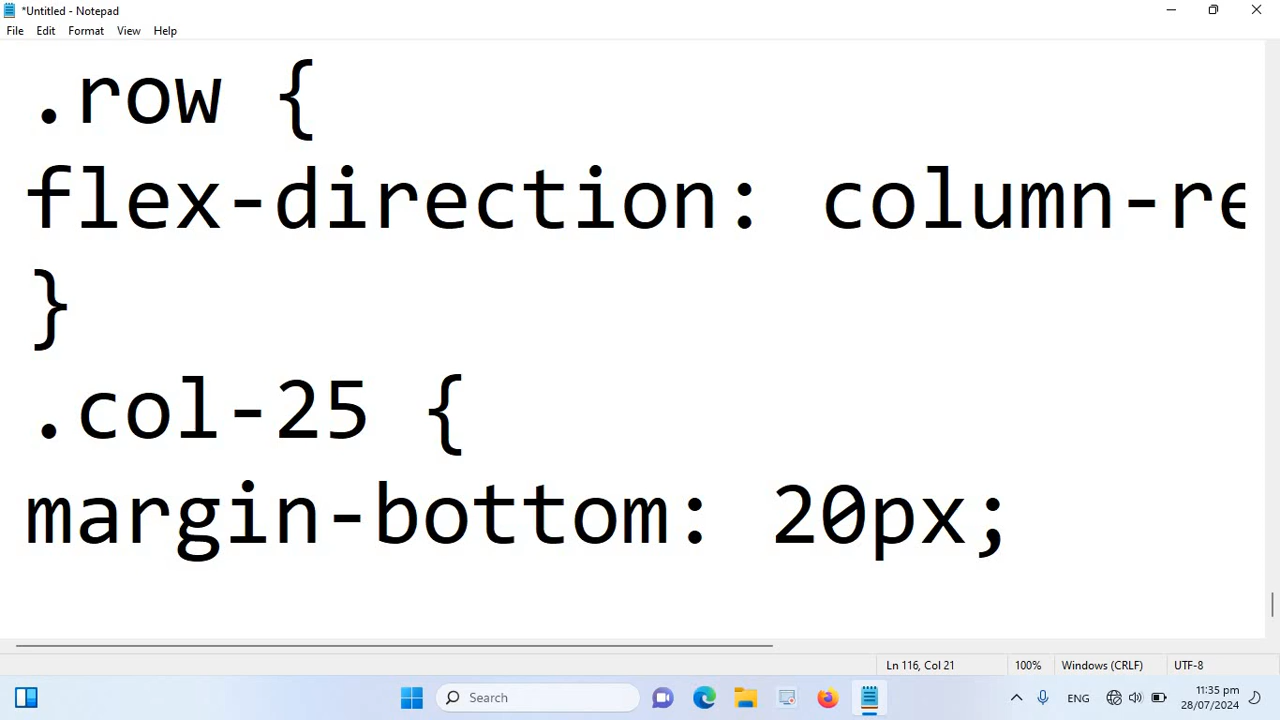 *Untitled - Notepad
File Edit Format View Help
.row {
flex-direction: column-re
}
.col-25 {
margin-bottom: 20px;
Ln 116, Col 21 100% Windows (CRLF) UTF-8
Search ENG 11:35 pm
28/07/2024